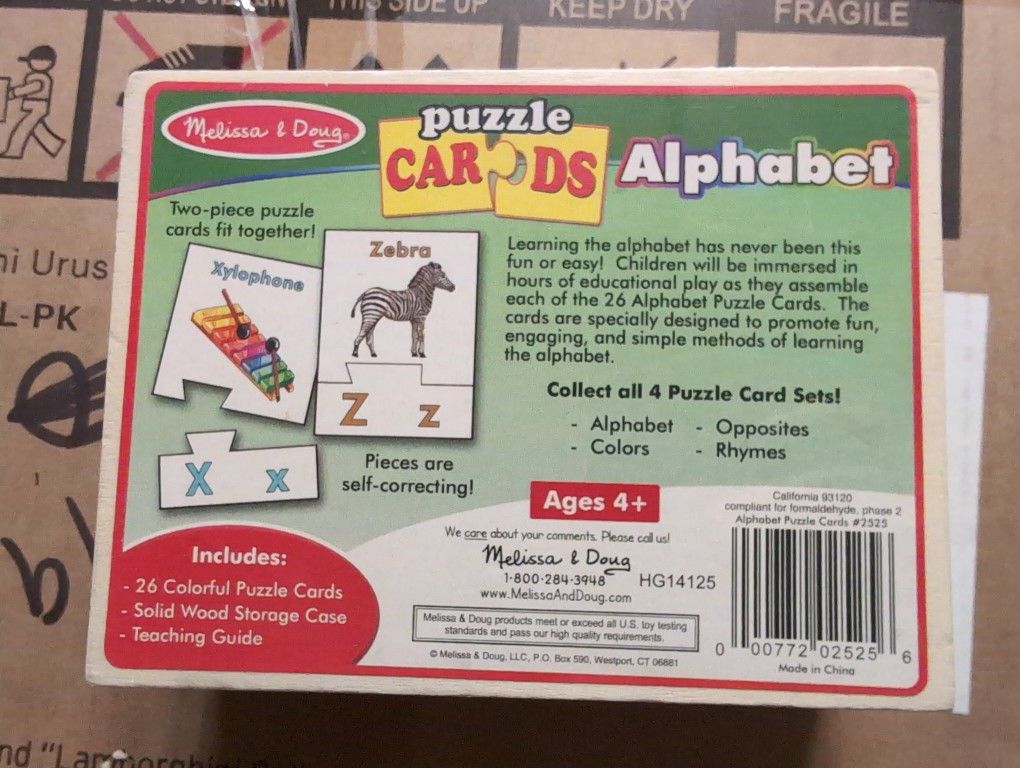 THIS SIDE UP
KEEP DRY
FRAGILE
Melissa & Doug®
puzzle
CARDS
Alphabet
Two-piece puzzle
cards fit together!
Xylophone
Zebra
Z z
X x
Pieces are
self-correcting!
Learning the alphabet has never been this
fun or easy! Children will be immersed in
hours of educational play as they assemble
each of the 26 Alphabet Puzzle Cards. The
cards are specially designed to promote fun,
engaging, and simple methods of learning
the alphabet.
Collect all 4 Puzzle Card Sets!
- Alphabet - Opposites
- Colors - Rhymes
Ages 4+
California 93120
compliant for formaldehyde, phase 2
Alphabet Puzzle Cards #2525
Includes:
- 26 Colorful Puzzle Cards
- Solid Wood Storage Case
- Teaching Guide
We care about your comments. Please call us!
Melissa & Doug
1-800-284-3948
HG14125
www.MelissaAndDoug.com
Melissa & Doug products meet or exceed all U.S. toy testing
standards and pass our high quality requirements.
© Melissa & Doug, LLC, P.O. Box 590, Westport, CT 06881
0 00772 02525 6
Made in China
Urus
L-PK
"Lamborghini